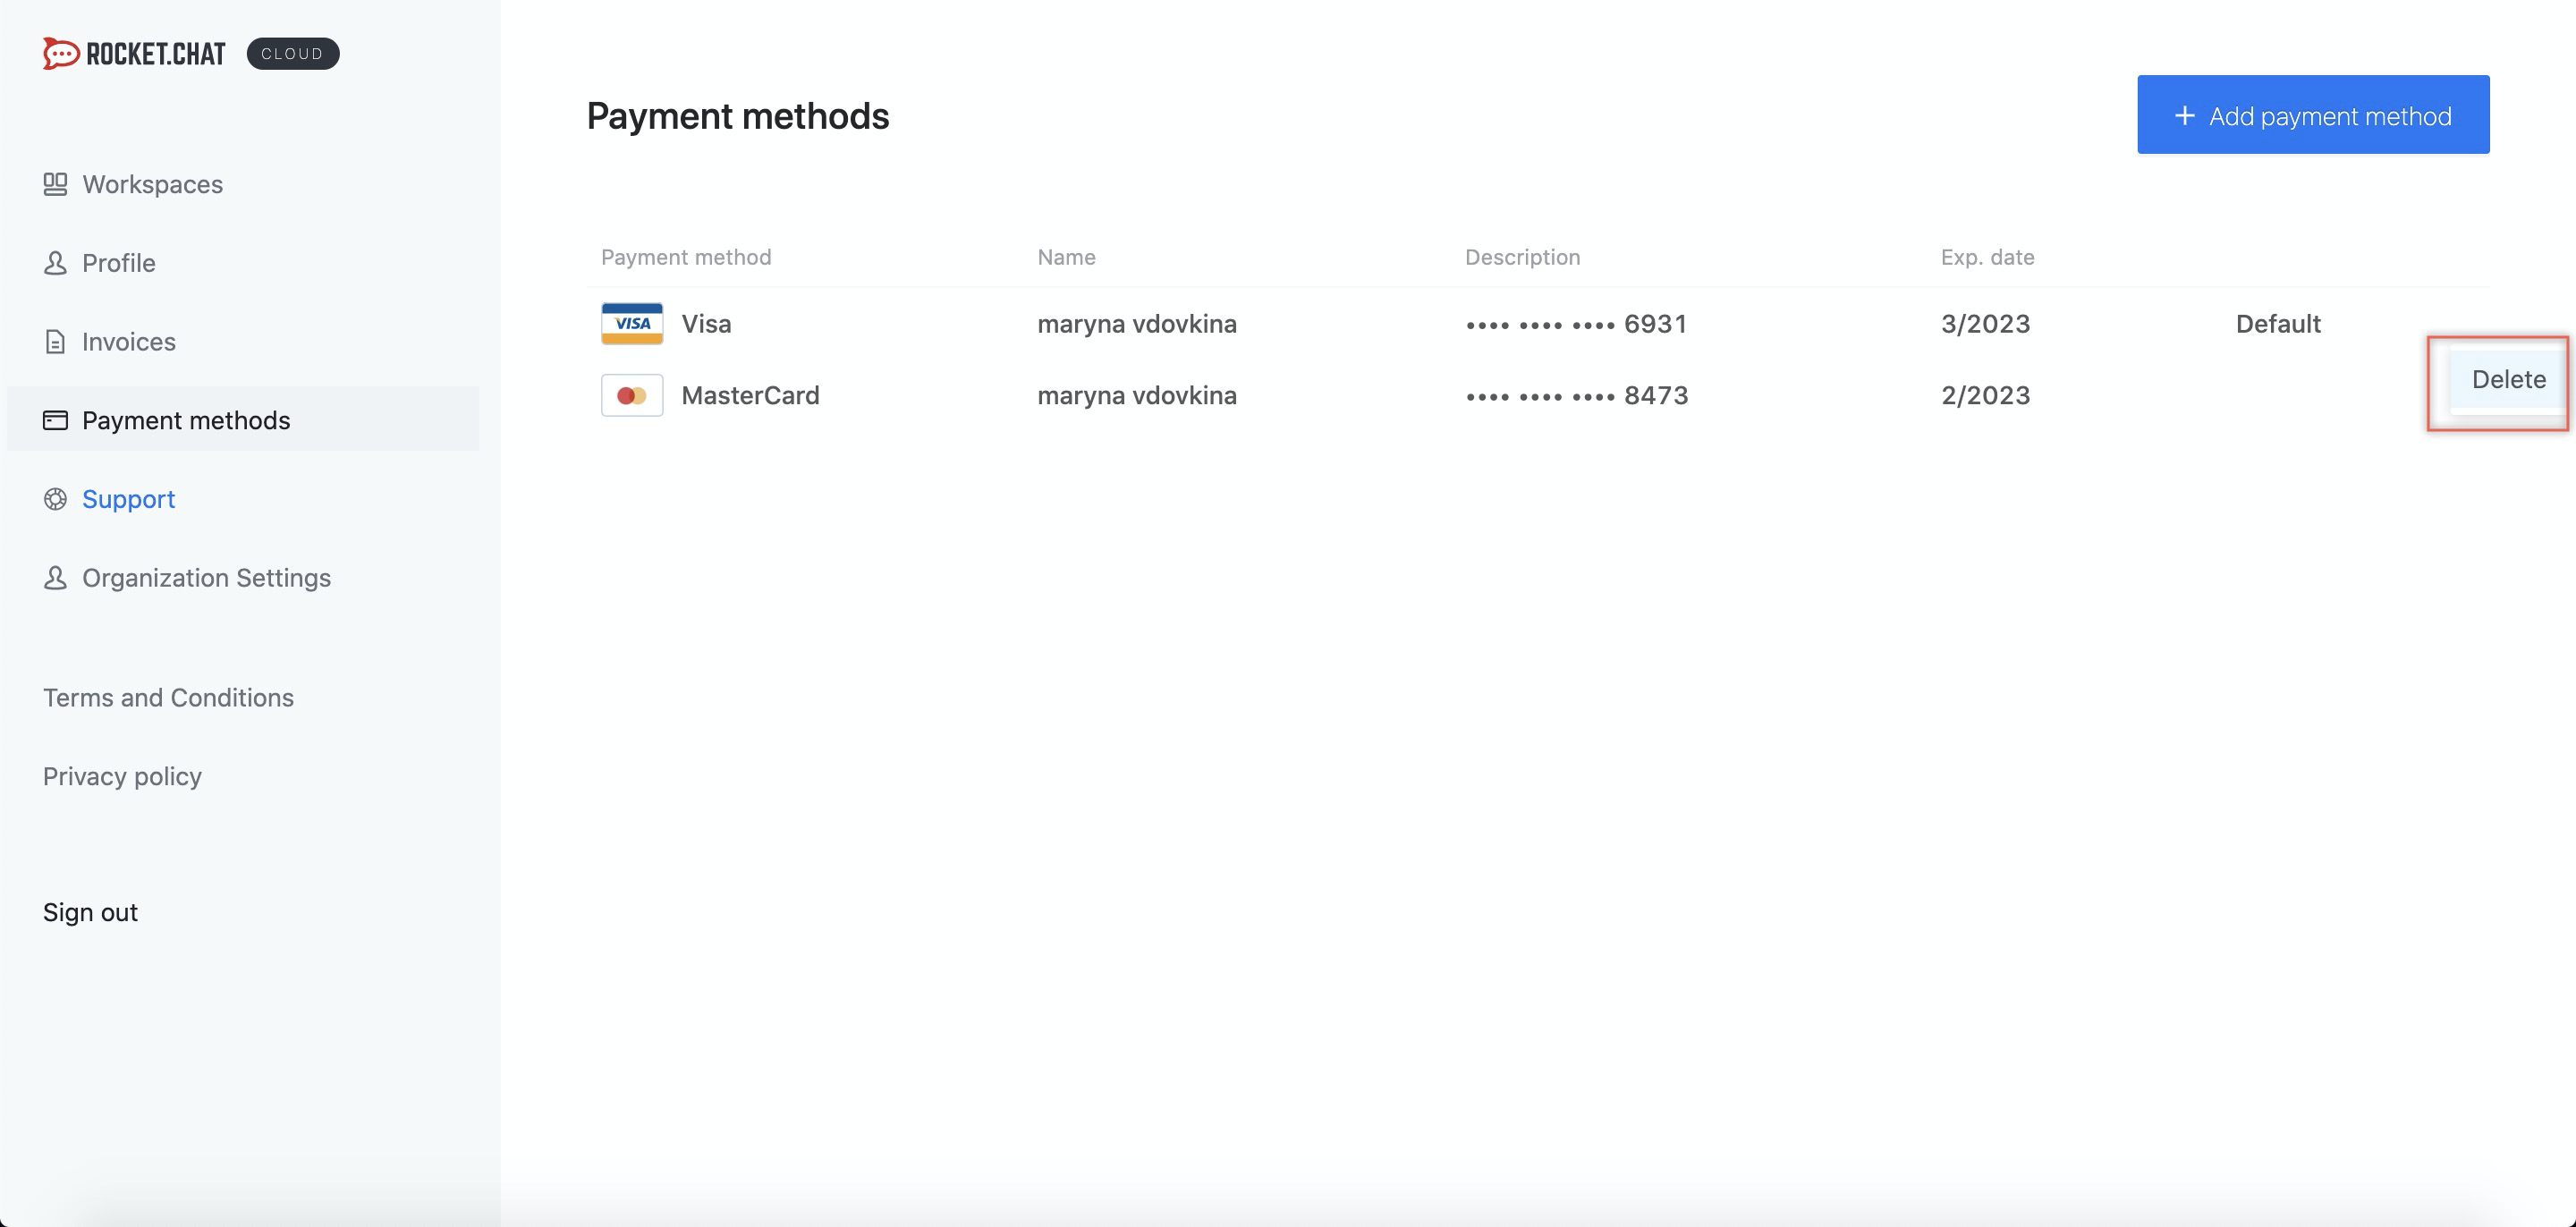 ROCKET.CHAT CLOUD
Workspaces
Profile
Invoices
Payment methods
Support
Organization Settings
Terms and Conditions
Privacy policy
Sign out
Payment methods
+ Add payment method
Payment method Name Description Exp. date
VISA Visa maryna vdovkina •••• •••• •••• 6931 3/2023 Default
MasterCard maryna vdovkina •••• •••• •••• 8473 2/2023
Delete